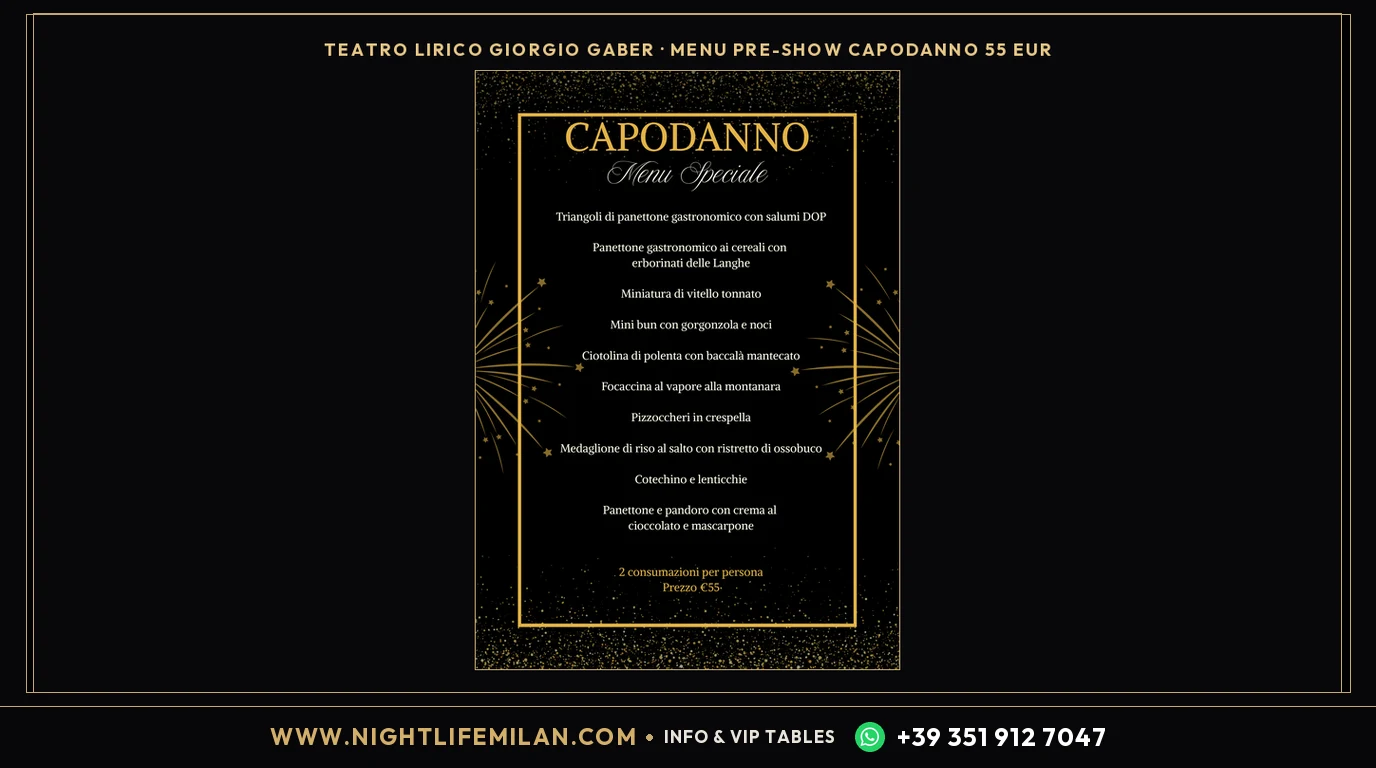 TEATRO LIRICO GIORGIO GABER · MENU PRE-SHOW CAPODANNO 55 EUR
CAPODANNO
Menu Speciale
Triangoli di panettone gastronomico con salumi DOP
Panettone gastronomico ai cereali con
erborinati delle Langhe
Miniatura di vitello tonnato
Mini bun con gorgonzola e noci
Ciotolina di polenta con baccalà mantecato
Focaccina al vapore alla montanara
Pizzoccheri in crespella
Medaglione di riso al salto con ristretto di ossobuco
Cotechino e lenticchie
Panettone e pandoro con crema al
cioccolato e mascarpone
2 consumazioni per persona
Prezzo €55
WWW.NIGHTLIFEMILAN.COM • INFO & VIP TABLES +39 351 912 7047